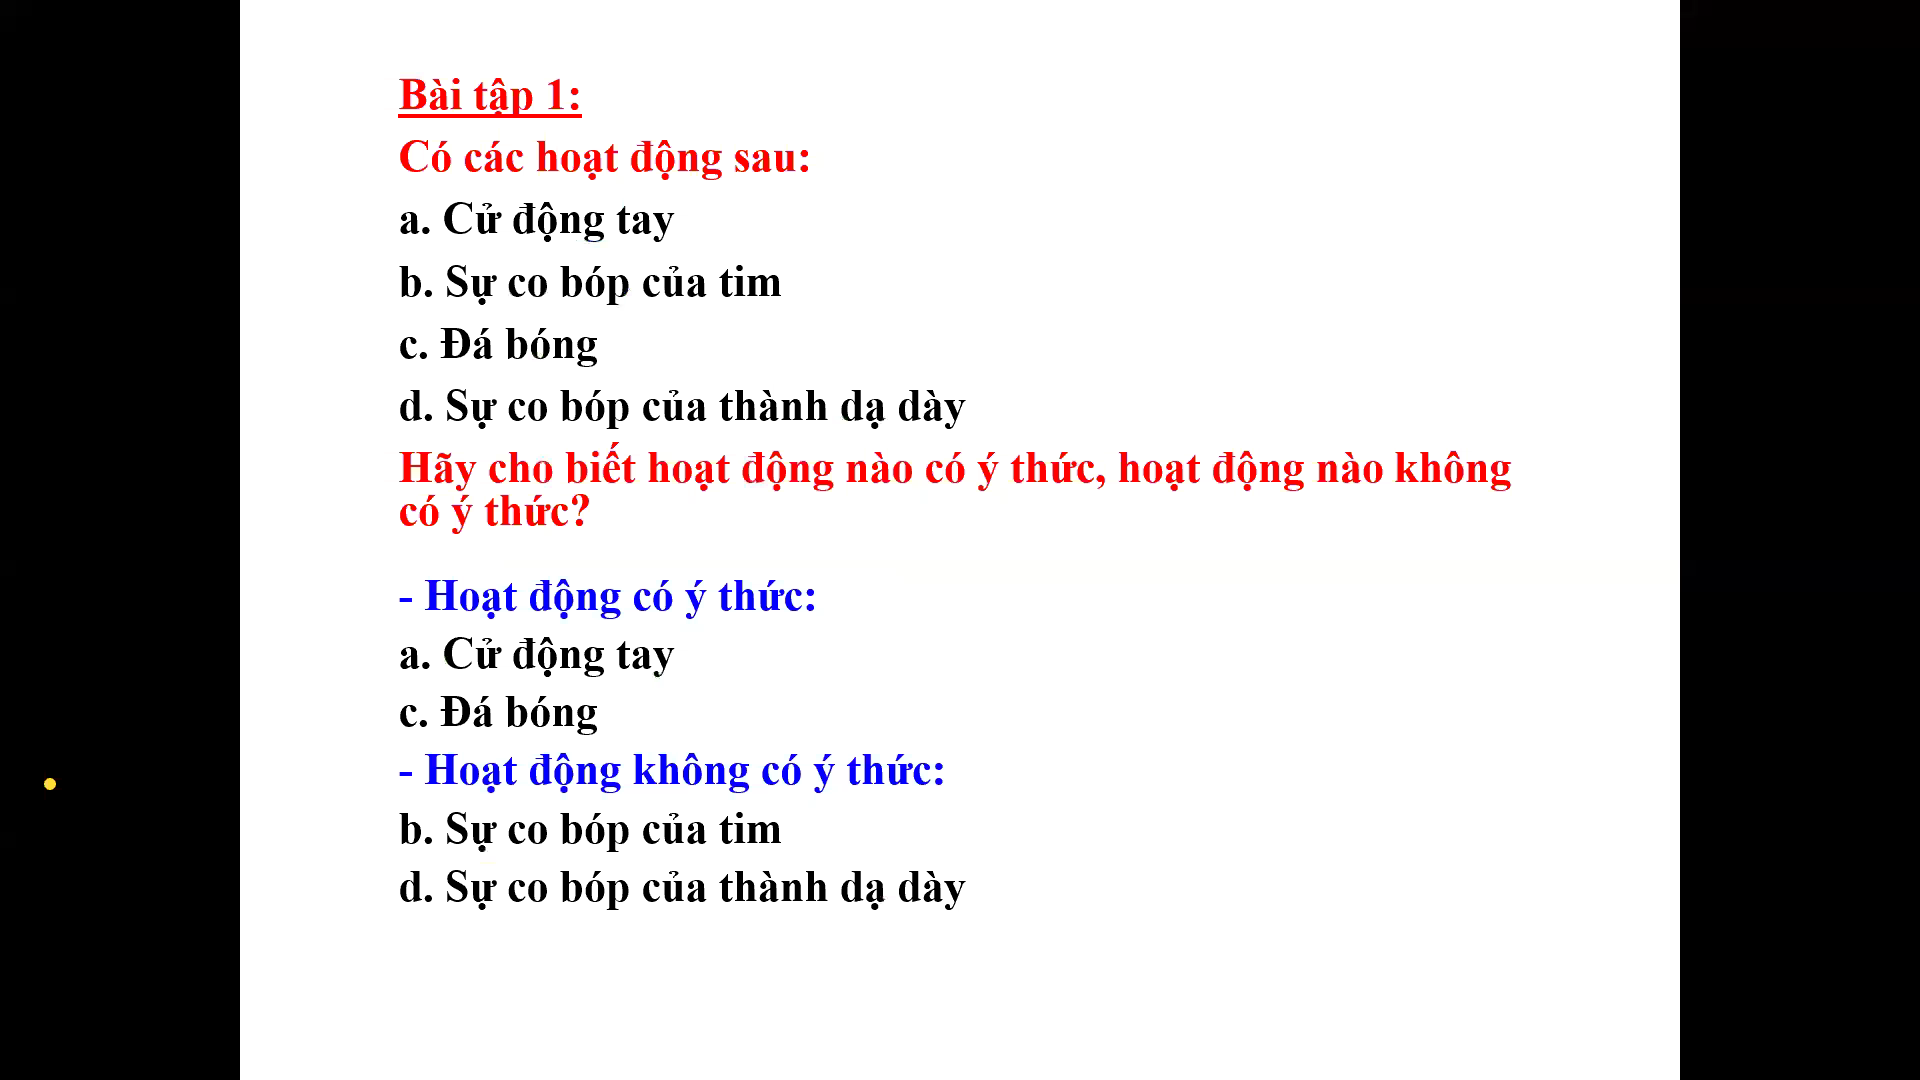 Bài tập 1:
Có các hoạt động sau:
a. Cử động tay
b. Sự co bóp của tim
c. Đá bóng
d. Sự co bóp của thành dạ dày
Hãy cho biết hoạt động nào có ý thức, hoạt động nào không
có ý thức?
- Hoạt động có ý thức:
a. Cử động tay
c. Đá bóng
- Hoạt động không có ý thức:
b. Sự co bóp của tim
d. Sự co bóp của thành dạ dày